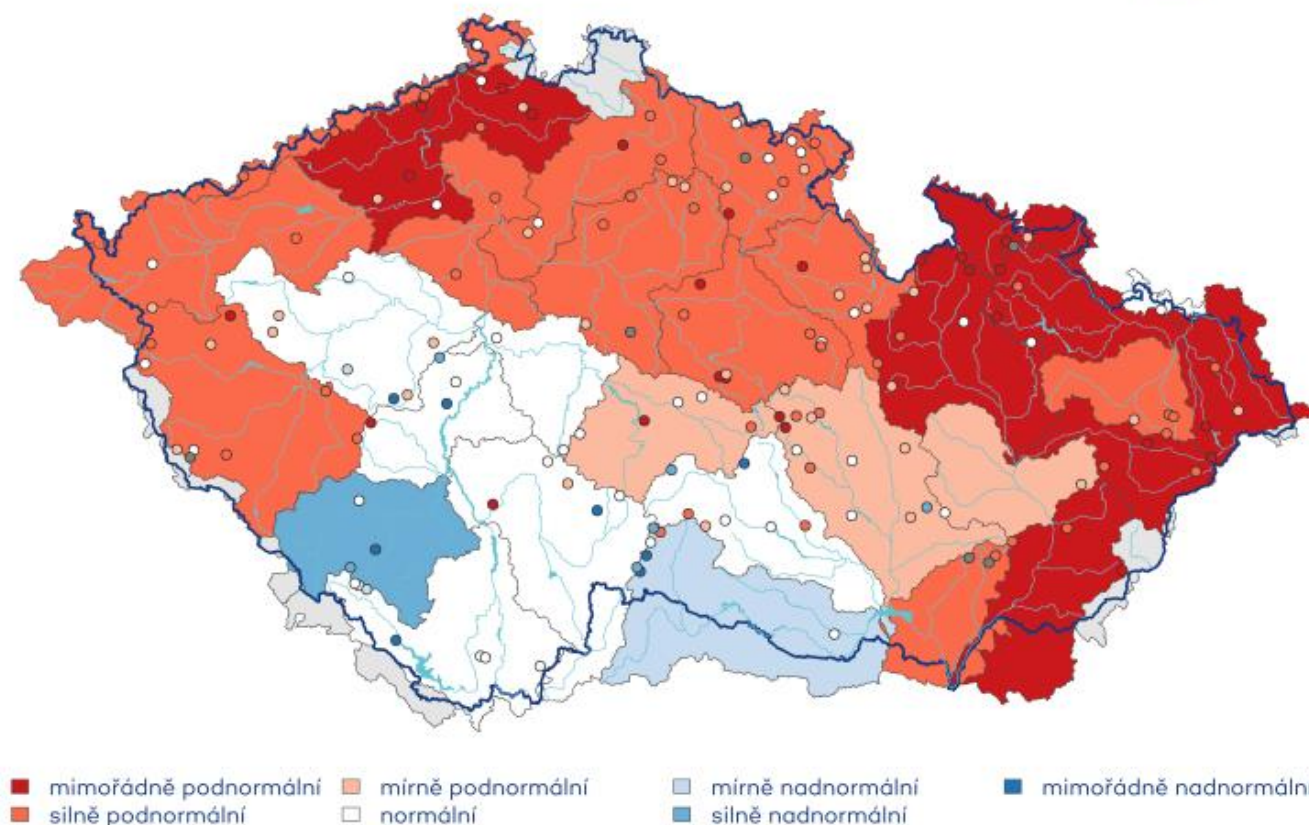 mimořádně podnormální
mírně podnormální
mírně nadnormální
mimořádně nadnormální
silně podnormální
normální
silně nadnormální